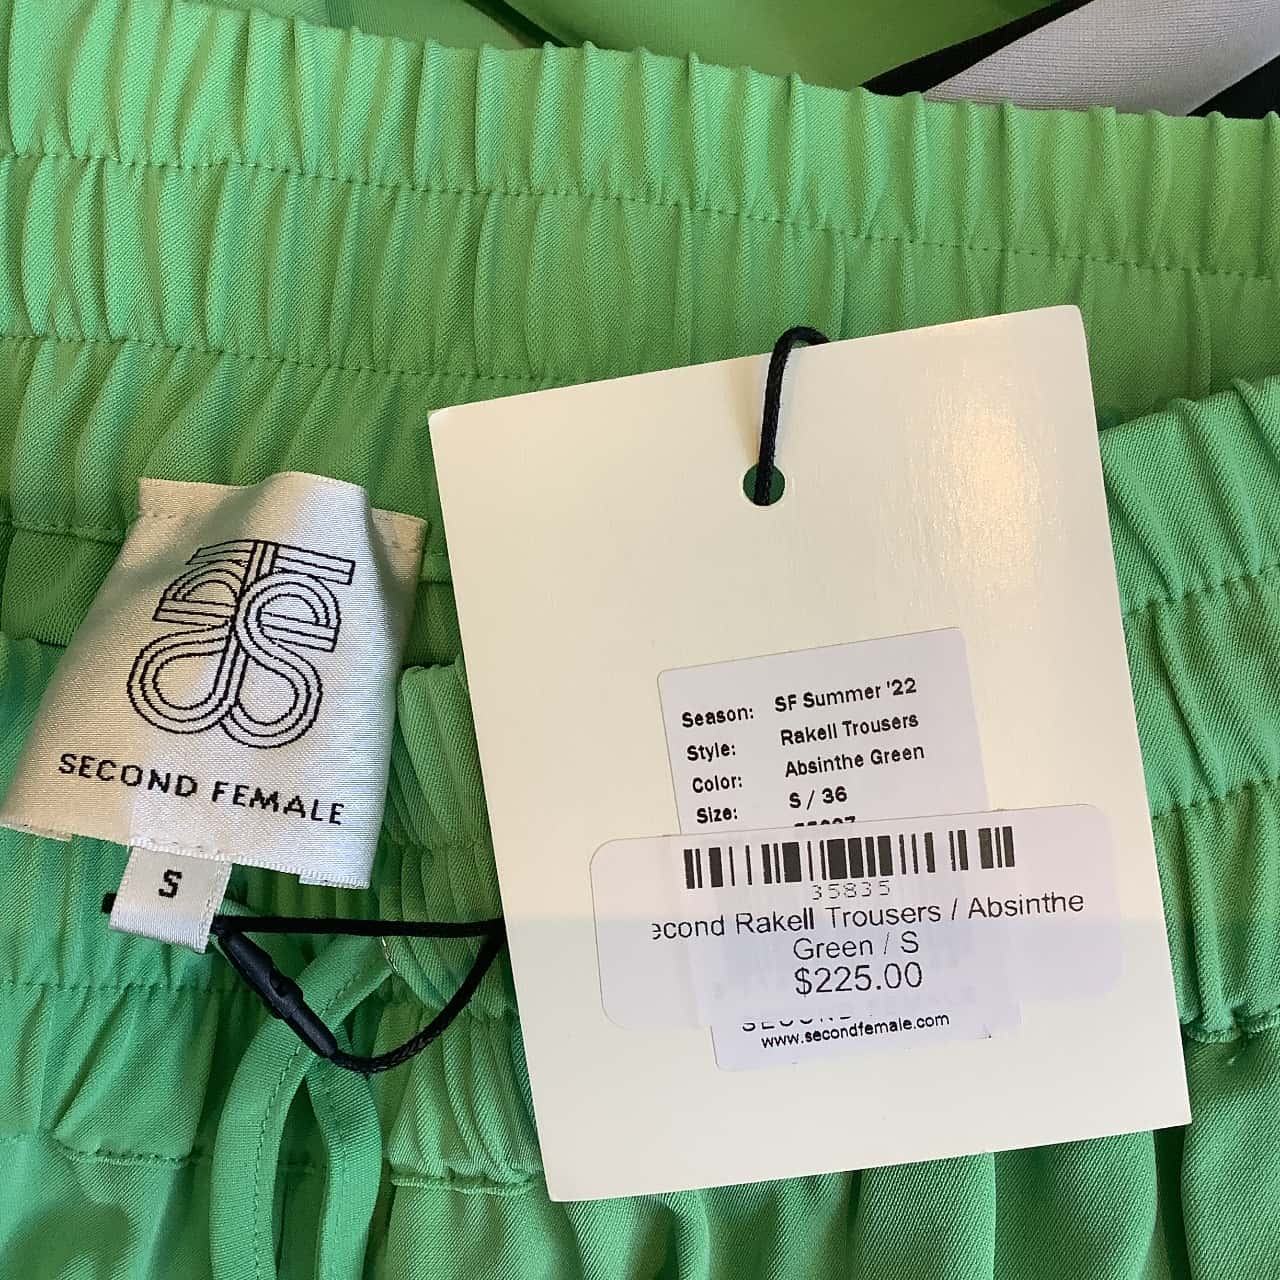 SECOND FEMALE
S
Season: SF Summer '22
Style: Rakell Trousers
Color: Absinthe Green
Size: S / 36
35835
econd Rakell Trousers / Absinthe
Green / S
$225.00
www.secondfemale.com